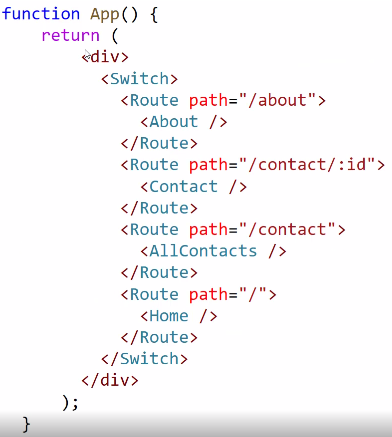 function App() {
    return (
        <div>
          <Switch>
            <Route path="/about">
              <About />
            </Route>
            <Route path="/contact/:id">
              <Contact />
            </Route>
            <Route path="/contact">
              <AllContacts />
            </Route>
            <Route path="/">
              <Home />
            </Route>
          </Switch>
        </div>
      );
  }